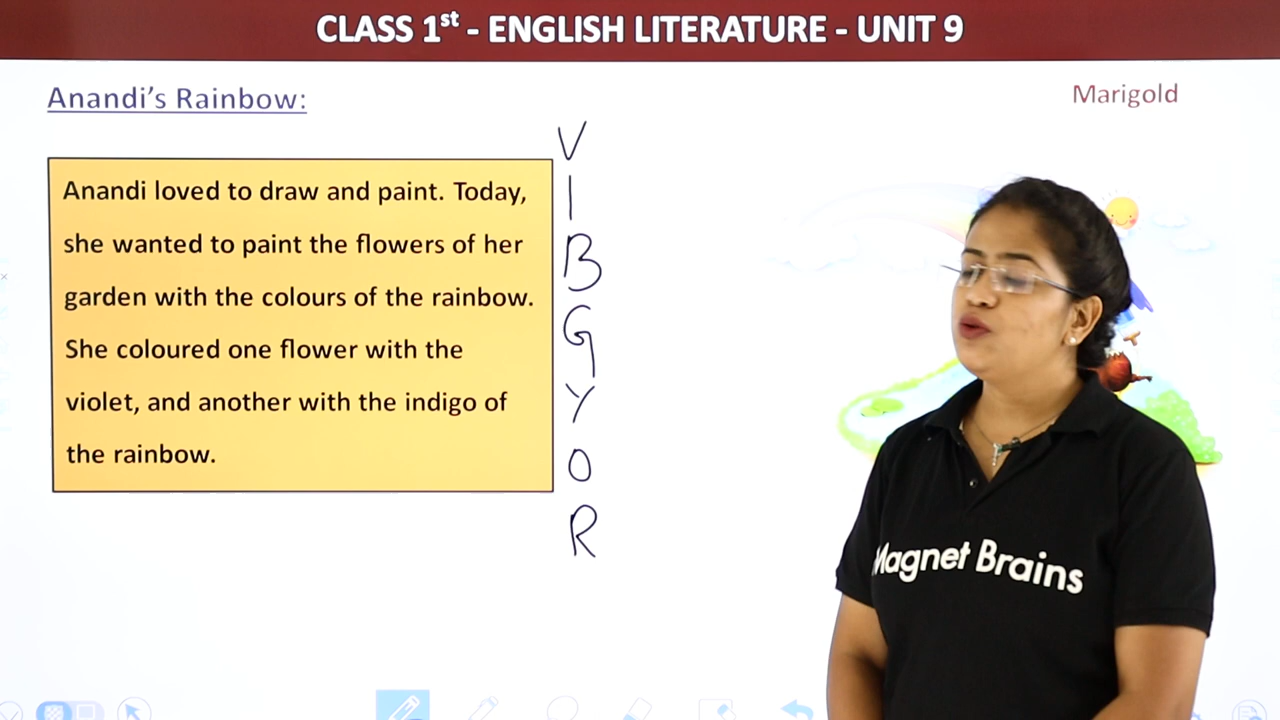 CLASS 1st - ENGLISH LITERATURE - UNIT 9
Anandi's Rainbow:
Marigold
Anandi loved to draw and paint. Today,
she wanted to paint the flowers of her
garden with the colours of the rainbow.
She coloured one flower with the
violet, and another with the indigo of
the rainbow.
V
I
B
G
Y
O
R
Magnet Brains